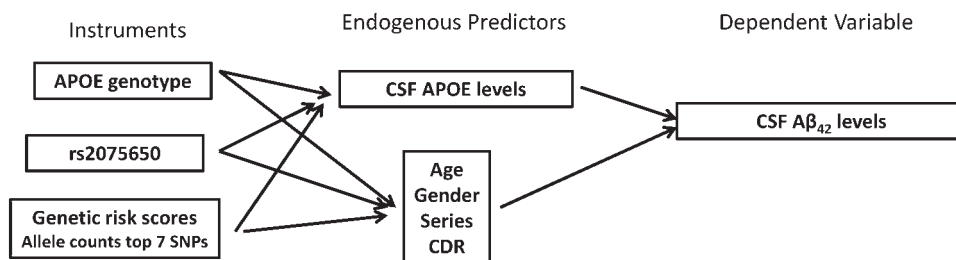 Instruments
Endogenous Predictors
Dependent Variable
APOE genotype
CSF APOE levels
CSF Aβ42 levels
rs2075650
Age
Gender
Series
CDR
Genetic risk scores
Allele counts top 7 SNPs